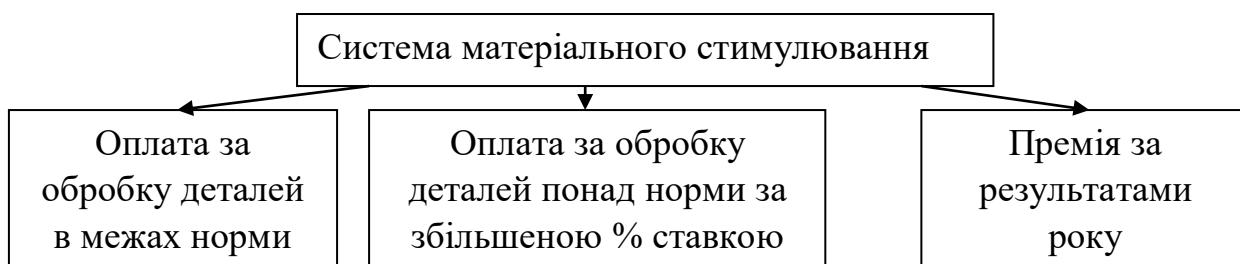 Система матеріального стимулювання
Оплата за
обробку деталей
в межах норми
Оплата за обробку
деталей понад норми за
збільшеною % ставкою
Премія за
результатами
року